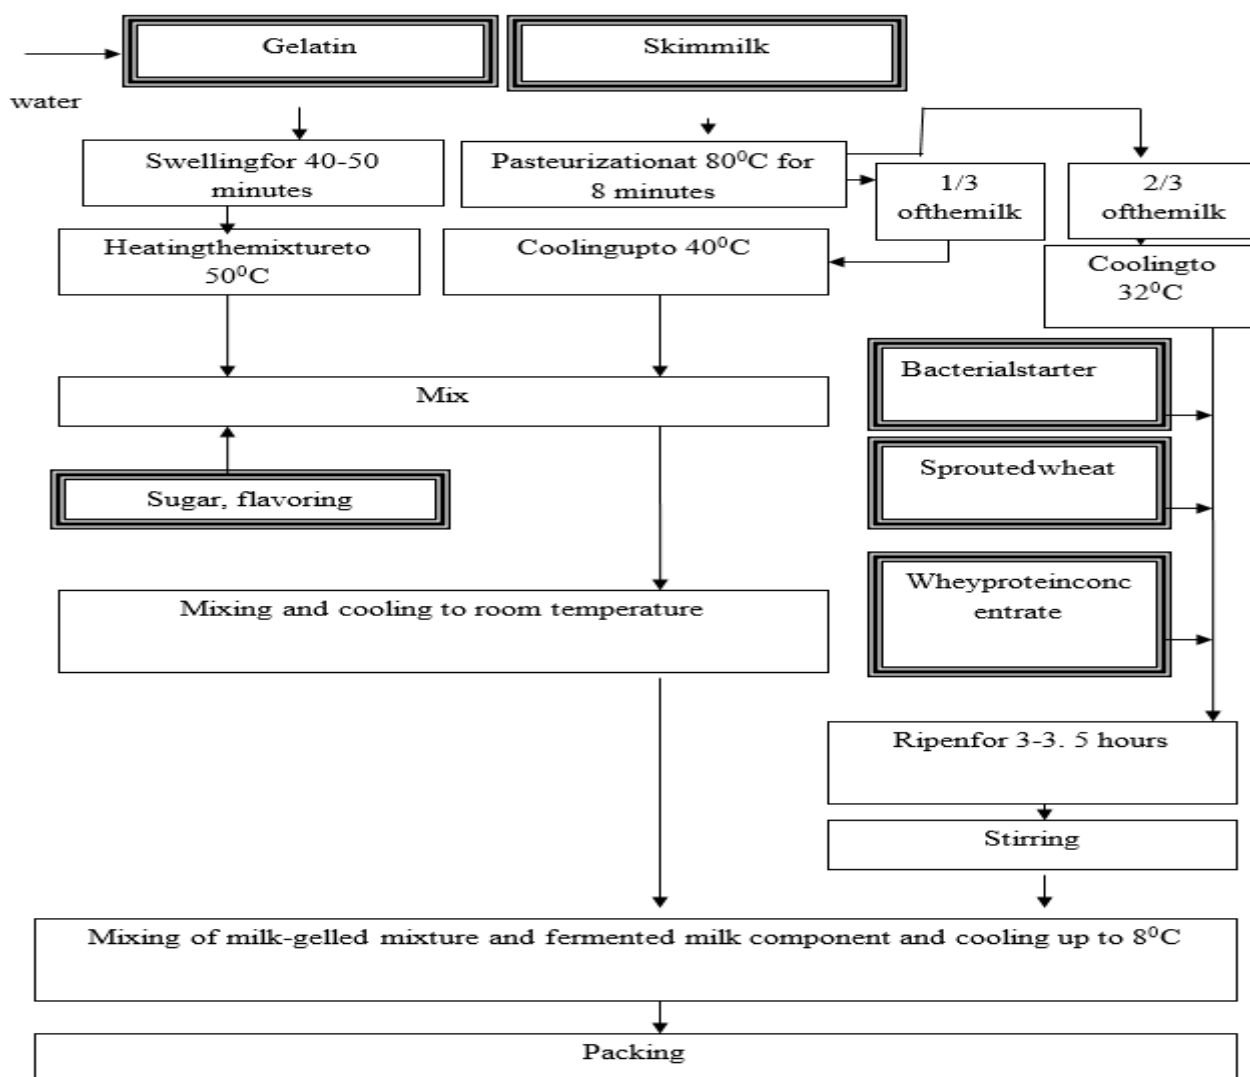 Gelatin
Skimmilk
water
Swellingfor 40-50
minutes
Pasteurizationat 80⁰C for
8 minutes
1/3
ofthemilk
2/3
ofthemilk
Heatingthemixtureto
50⁰C
Coolingupto 40⁰C
Coolingto
32⁰C
Bacterialstarter
Mix
Sproutedwheat
Sugar, flavoring
Wheyproteinconc
entrate
Mixing and cooling to room temperature
Ripenfor 3-3. 5 hours
Stirring
Mixing of milk-gelled mixture and fermented milk component and cooling up to 8⁰C
Packing